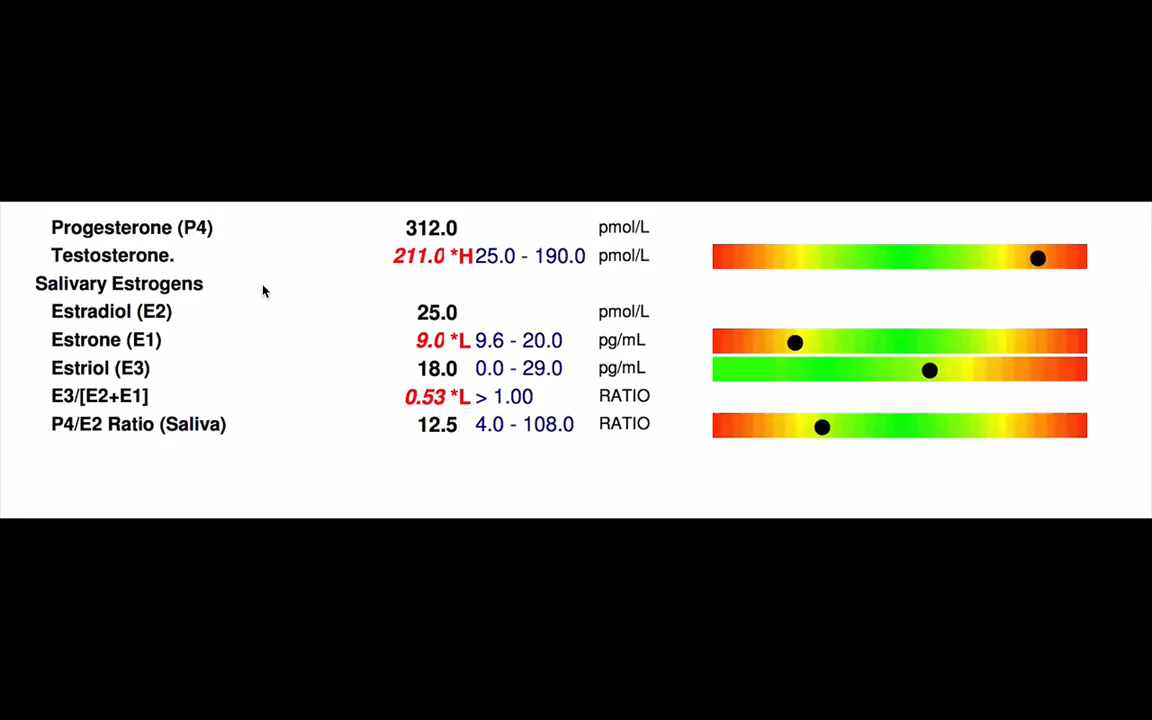 Progesterone (P4) 312.0 pmol/L
Testosterone. 211.0 *H 25.0 - 190.0 pmol/L
Salivary Estrogens
Estradiol (E2) 25.0 pmol/L
Estrone (E1) 9.0 *L 9.6 - 20.0 pg/mL
Estriol (E3) 18.0 0.0 - 29.0 pg/mL
E3/[E2+E1] 0.53 *L > 1.00 RATIO
P4/E2 Ratio (Saliva) 12.5 4.0 - 108.0 RATIO